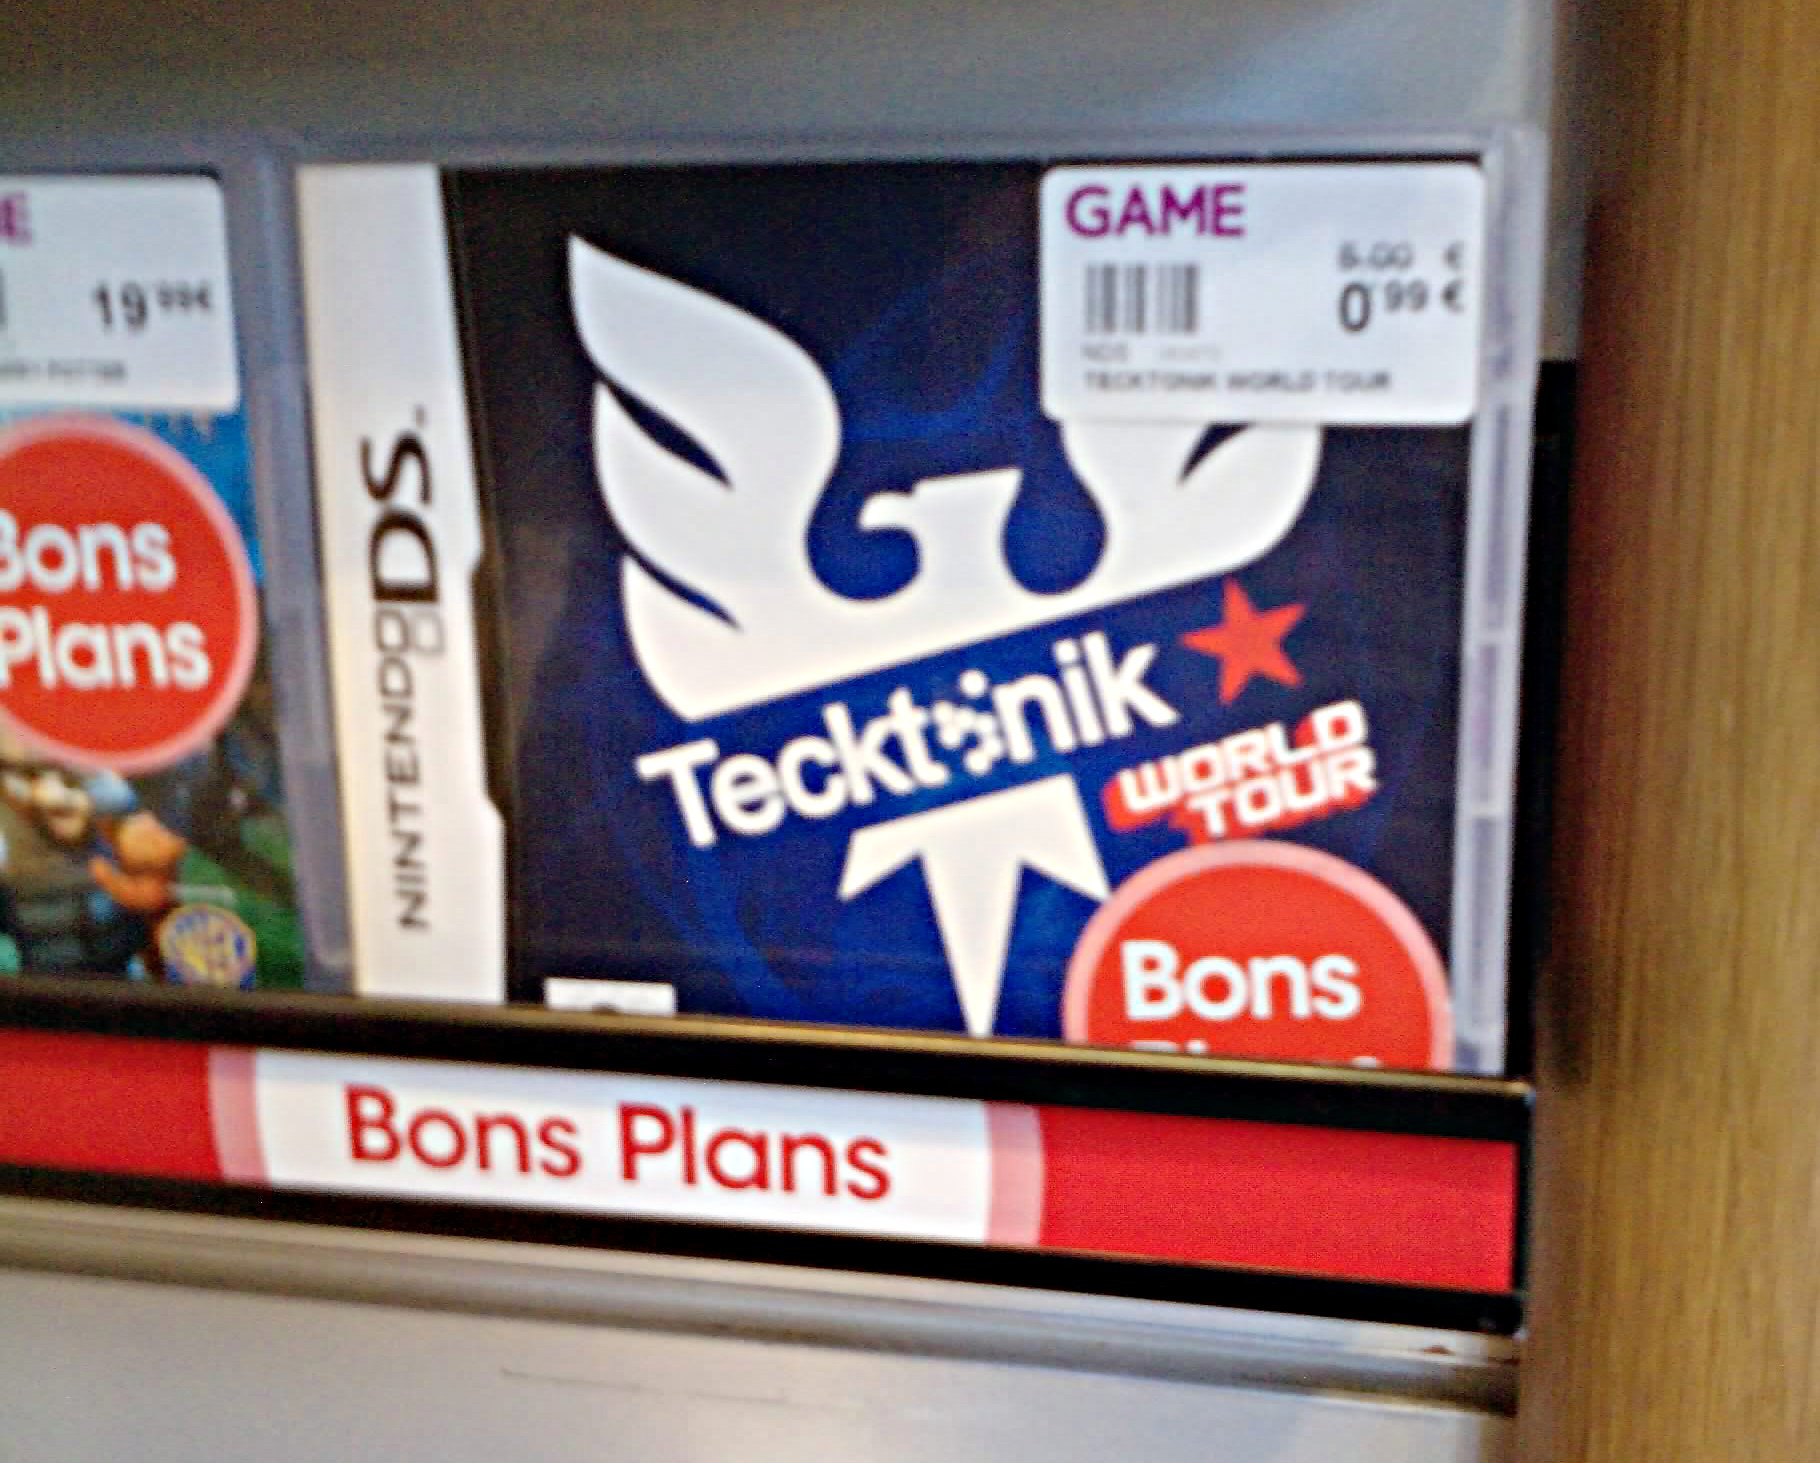 19.99€
Bons
Plans
NINTENDO DS
GAME
€
0.99 €
TECKTONIK WORLD TOUR
Tecktonik
WORLD
TOUR
Bons
Bons Plans